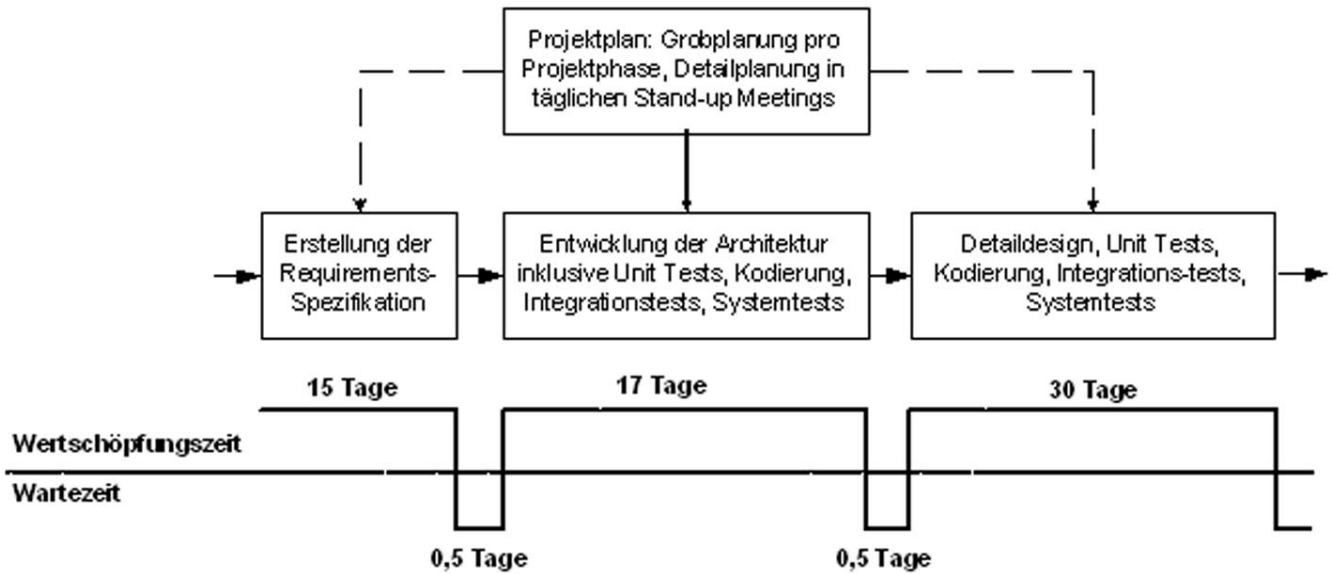 Projektplan: Grobplanung pro
Projektphase, Detailplanung in
täglichen Stand-up Meetings
Erstellung der
Requirements-
Spezifikation
Entwicklung der Architektur
inklusive Unit Tests, Kodierung,
Integrationstests, Systemtests
Detaildesign, Unit Tests,
Kodierung, Integrations-tests,
Systemtests
15 Tage
17 Tage
30 Tage
Wertschöpfungszeit
Wartezeit
0,5 Tage
0,5 Tage